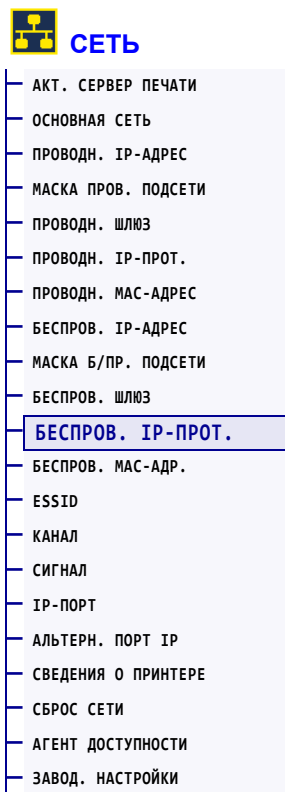 СЕТЬ
АКТ. СЕРВЕР ПЕЧАТИ
ОСНОВНАЯ СЕТЬ
ПРОВОДН. IP-АДРЕС
МАСКА ПРОВ. ПОДСЕТИ
ПРОВОДН. ШЛЮЗ
ПРОВОДН. IP-ПРОТ.
ПРОВОДН. MAC-АДРЕС
БЕСПРОВ. IP-АДРЕС
МАСКА Б/ПР. ПОДСЕТИ
БЕСПРОВ. ШЛЮЗ
БЕСПРОВ. IP-ПРОТ.
БЕСПРОВ. MAC-АДР.
ESSID
КАНАЛ
СИГНАЛ
IP-ПОРТ
АЛЬТЕРН. ПОРТ IP
СВЕДЕНИЯ О ПРИНТЕРЕ
СБРОС СЕТИ
АГЕНТ ДОСТУПНОСТИ
ЗАВОД. НАСТРОЙКИ